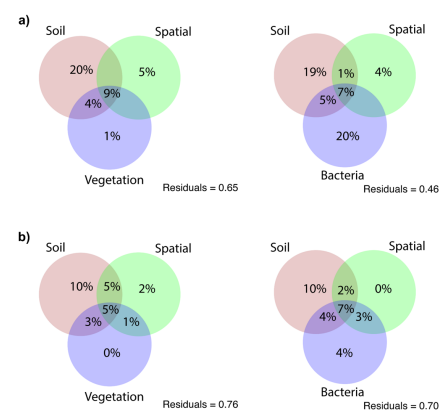 a)
Soil Spatial
20% 5%
9%
4%
1%
Vegetation
Residuals = 0.65
Soil Spatial
19% 1% 4%
7%
5%
20%
Bacteria
Residuals = 0.46
b)
Soil Spatial
10% 5% 2%
5%
3% 1%
0%
Vegetation
Residuals = 0.76
Soil Spatial
10% 2% 0%
7%
4% 3%
4%
Bacteria
Residuals = 0.70